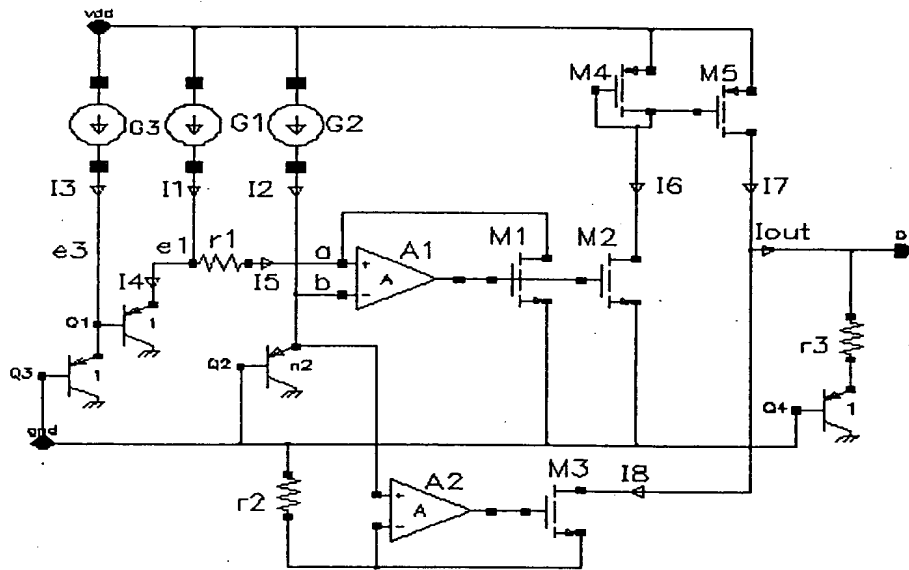 vdd
M4
M5
G3
G1
G2
I3
I1
I2
I6
I7
e3
e1
r1
a
A1
M1
M2
Iout
I4
I5
b
A
Q1
1
Q2
n2
r3
Q3
1
Q4
1
gnd
r2
A2
M3
I8
A